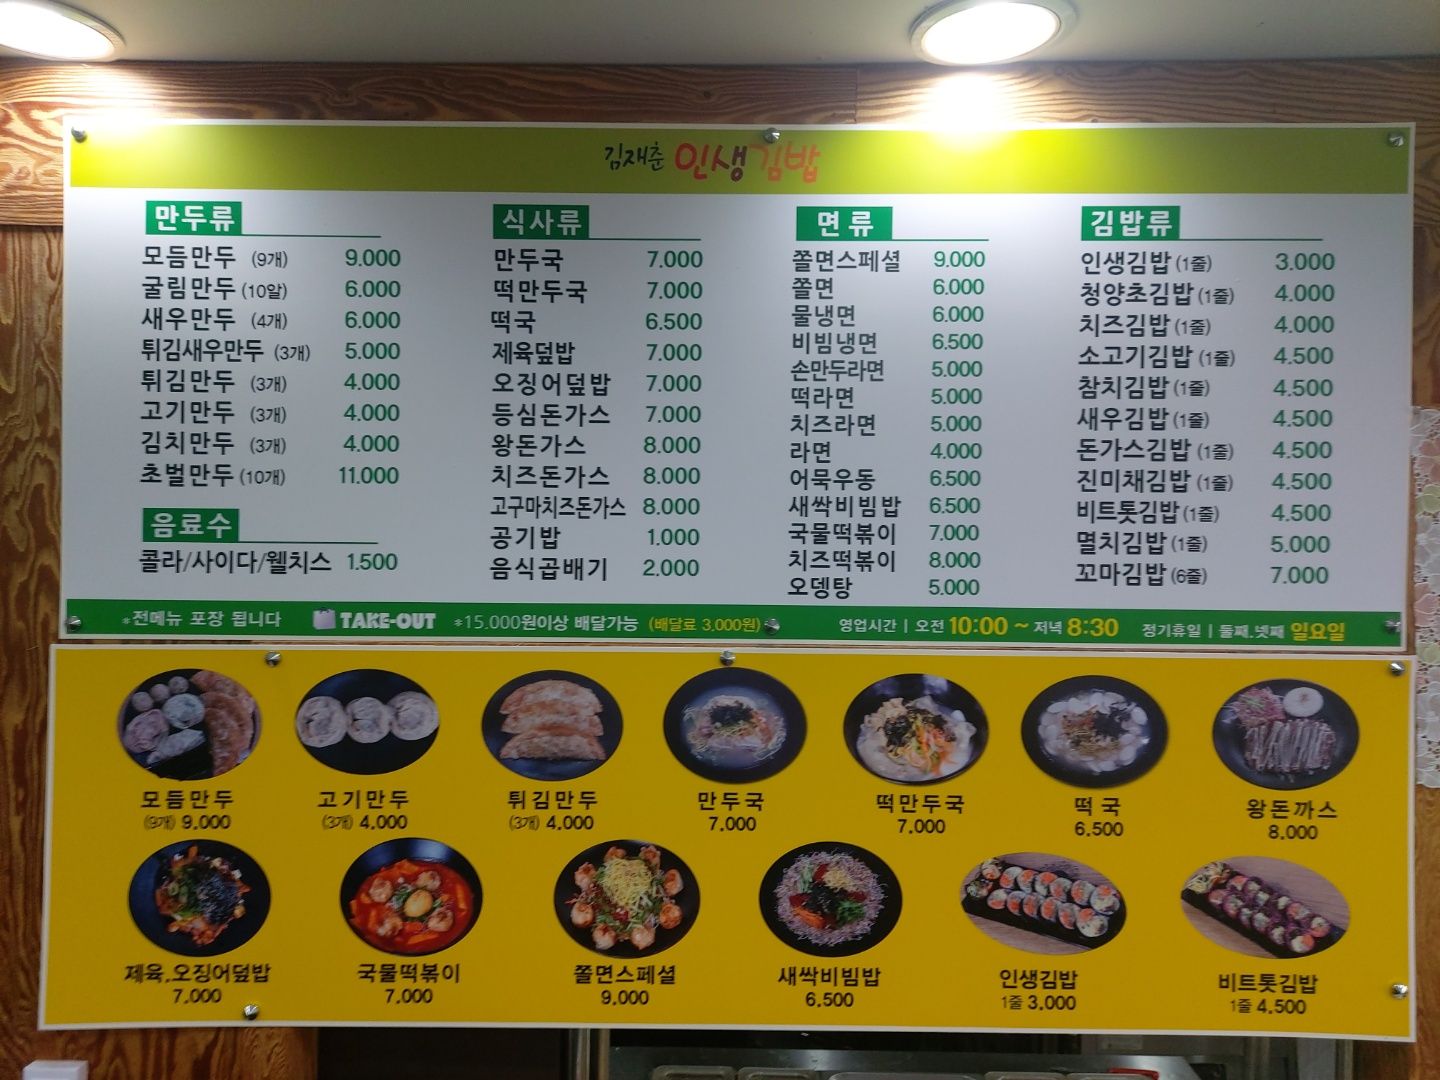 김재춘 인생김밥
만두류
모듬만두 (9개) 9.000
굴림만두 (10알) 6.000
새우만두 (4개) 6.000
튀김새우만두 (3개) 5.000
튀김만두 (3개) 4.000
고기만두 (3개) 4.000
김치만두 (3개) 4.000
초벌만두 (10개) 11.000
음료수
콜라/사이다/웰치스 1.500
식사류
만두국 7.000
떡만두국 7.000
떡국 6.500
제육덮밥 7.000
오징어덮밥 7.000
등심돈가스 7.000
왕돈가스 8.000
치즈돈가스 8.000
고구마치즈돈가스 8.000
공기밥 1.000
음식곱배기 2.000
면류
쫄면스페셜 9.000
쫄면 6.000
물냉면 6.000
비빔냉면 6.500
손만두라면 5.000
떡라면 5.000
치즈라면 5.000
라면 4.000
어묵우동 6.500
새싹비빔밥 6.500
국물떡볶이 7.000
치즈떡볶이 8.000
오뎅탕 5.000
김밥류
인생김밥 (1줄) 3.000
청양초김밥 (1줄) 4.000
치즈김밥 (1줄) 4.000
소고기김밥 (1줄) 4.500
참치김밥 (1줄) 4.500
새우김밥 (1줄) 4.500
돈가스김밥 (1줄) 4.500
진미채김밥 (1줄) 4.500
비트톳김밥 (1줄) 4.500
멸치김밥 (1줄) 5.000
꼬마김밥 (6줄) 7.000
*전메뉴 포장 됩니다 TAKE-OUT *15.000원이상 배달가능 (배달료 3,000원) 영업시간 | 오전 10:00 ~ 저녁 8:30 정기휴일 | 둘째.넷째 일요일
모듬만두 고기만두 튀김만두 만두국 떡만두국 떡국 왕돈까스
(9개) 9.000 (3개) 4.000 (3개) 4.000 7.000 7.000 6.500 8.000
제육.오징어덮밥 국물떡볶이 쫄면스페셜 새싹비빔밥 인생김밥 비트톳김밥
7.000 7.000 9.000 6.500 1줄 3.000 1줄 4.500